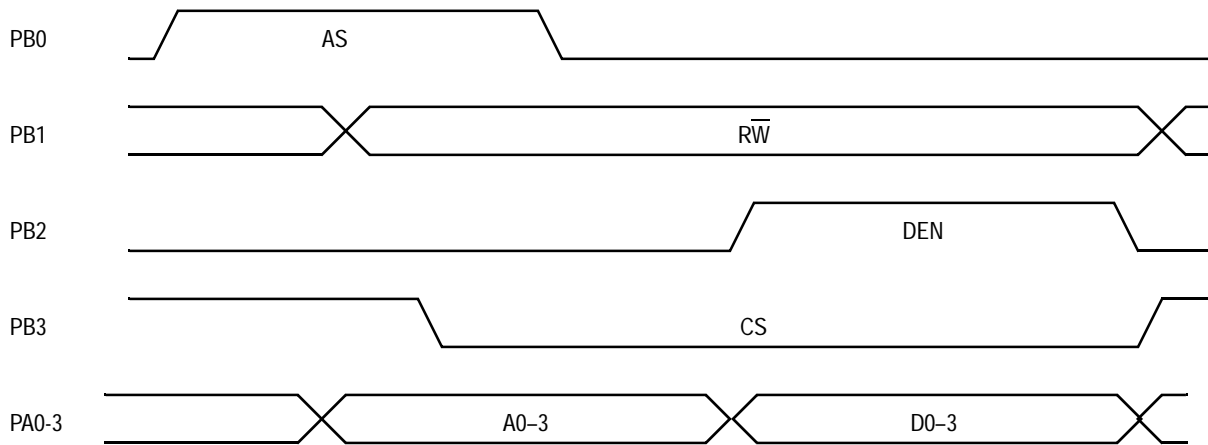 PB0 AS
PB1 RW̅
PB2 DEN
PB3 CS
PA0-3 A0–3 D0–3